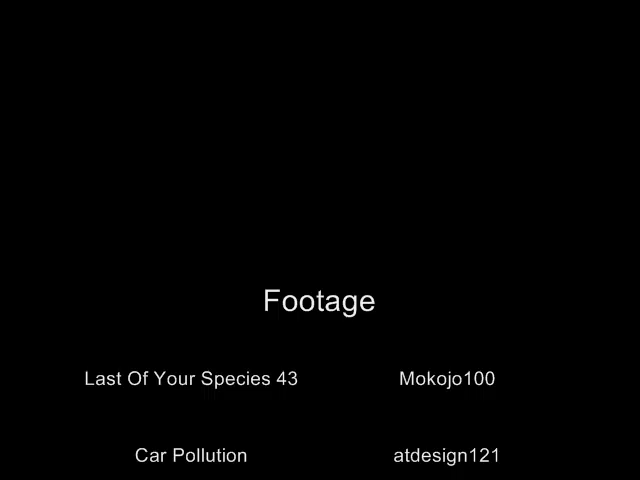 Footage
Last Of Your Species 43 Mokojo100
Car Pollution atdesign121